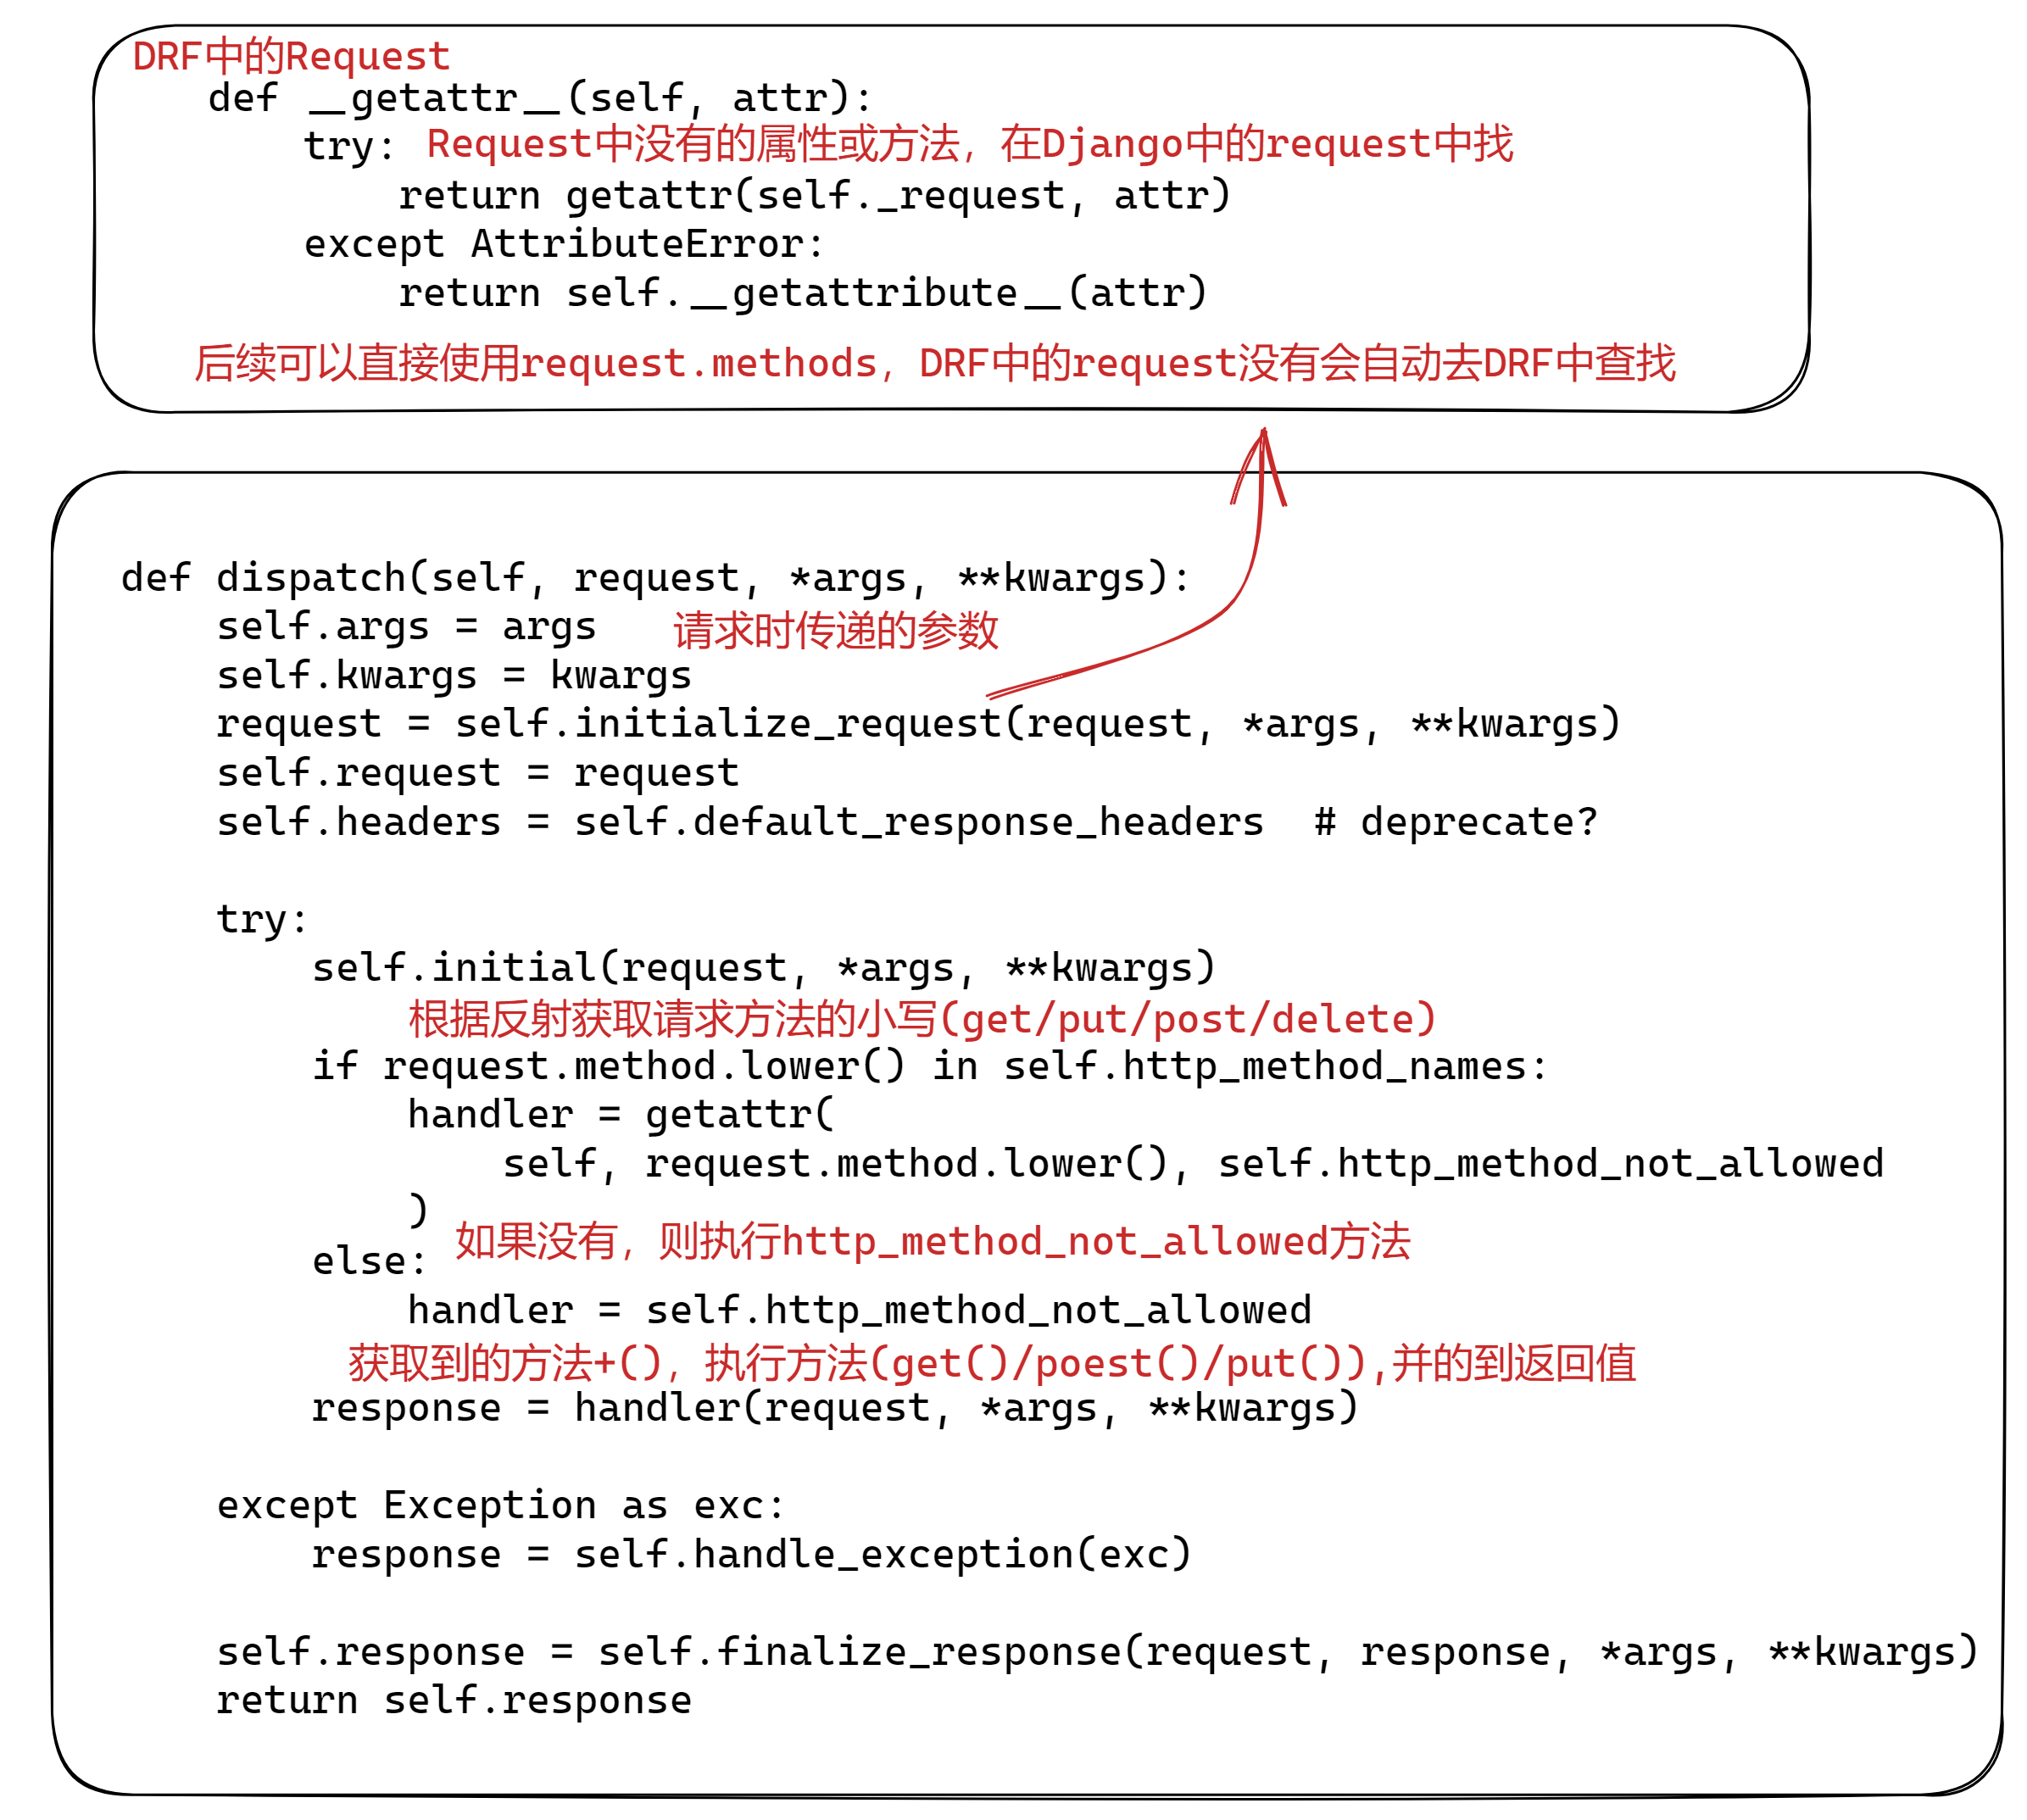 DRF中的Request
def __getattr__(self, attr):
try: Request中没有的属性或方法，在Django中的request中找
return getattr(self._request, attr)
except AttributeError:
return self.__getattribute__(attr)
后续可以直接使用request.methods，DRF中的request没有会自动去DRF中查找
def dispatch(self, request, *args, **kwargs):
self.args = args 请求时传递的参数
self.kwargs = kwargs
request = self.initialize_request(request, *args, **kwargs)
self.request = request
self.headers = self.default_response_headers  # deprecate?
try:
self.initial(request, *args, **kwargs)
根据反射获取请求方法的小写(get/put/post/delete)
if request.method.lower() in self.http_method_names:
handler = getattr(
self, request.method.lower(), self.http_method_not_allowed
)
如果没有，则执行http_method_not_allowed方法
else:
handler = self.http_method_not_allowed
获取到的方法+()，执行方法(get()/poest()/put()),并的到返回值
response = handler(request, *args, **kwargs)
except Exception as exc:
response = self.handle_exception(exc)
self.response = self.finalize_response(request, response, *args, **kwargs)
return self.response